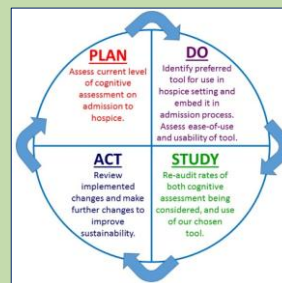 PLAN
Assess current level
of cognitive
assessment on
admission to
hospice.
DO
Identify preferred
tool for use in
hospice setting and
embed it in
admission process.
Assess ease-of-use
and usability of tool.
ACT
Review
implemented
changes and make
further changes to
improve
sustainability.
STUDY
Re-audit rates of
both cognitive
assessment being
considered, and use
of our chosen
tool.